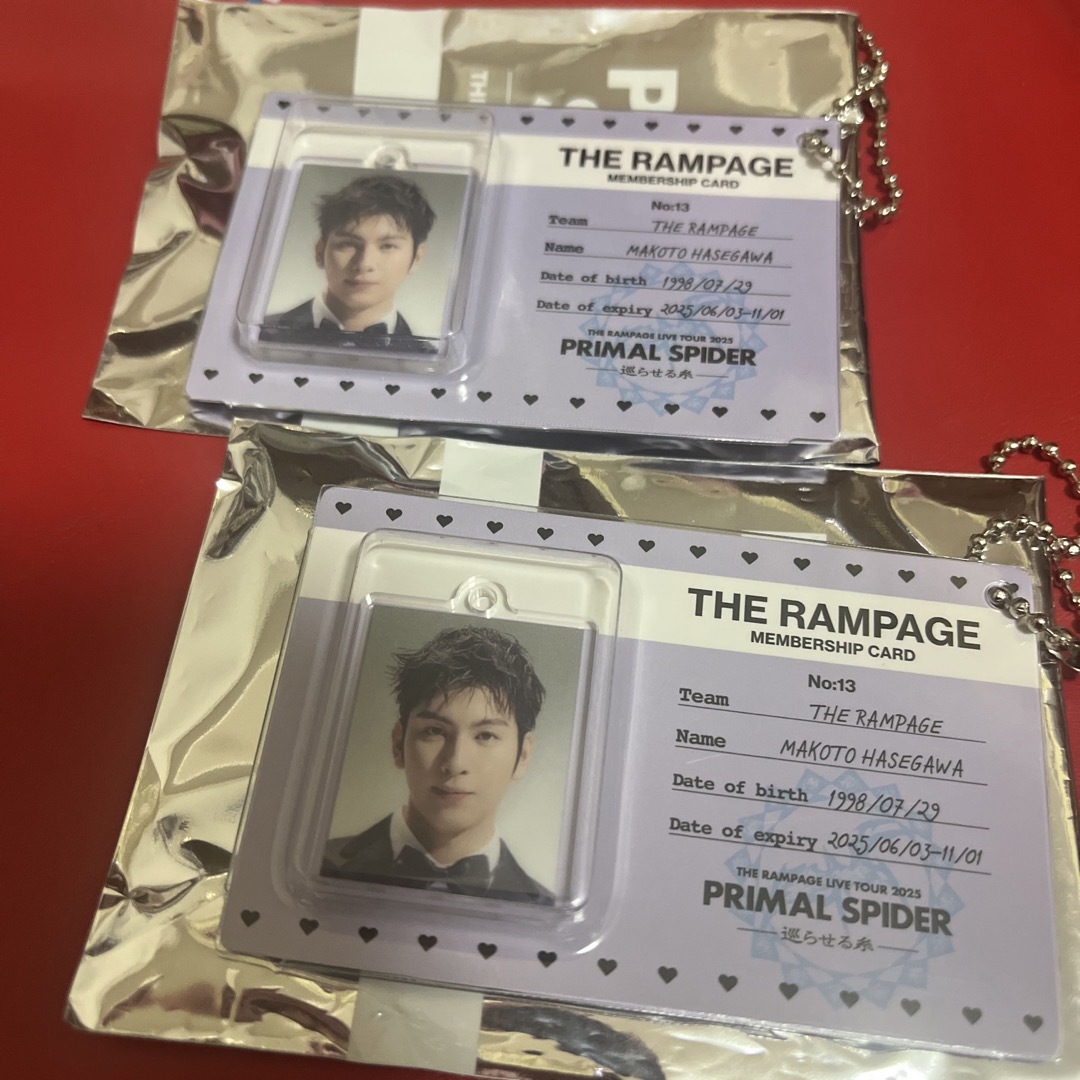 THE RAMPAGE
MEMBERSHIP CARD
No:13
Team THE RAMPAGE
Name MAKOTO HASEGAWA
Date of birth 1998/07/29
Date of expiry 2025/06/03-11/01
THE RAMPAGE LIVE TOUR 2025
PRIMAL SPIDER
巡らせる糸
THE RAMPAGE
MEMBERSHIP CARD
No:13
Team THE RAMPAGE
Name MAKOTO HASEGAWA
Date of birth 1998/07/29
Date of expiry 2025/06/03-11/01
THE RAMPAGE LIVE TOUR 2025
PRIMAL SPIDER
巡らせる糸